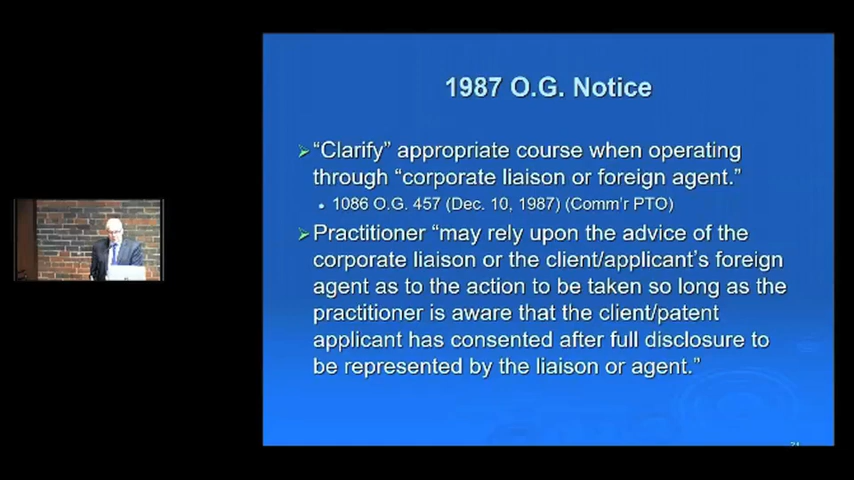 1987 O.G. Notice
“Clarify” appropriate course when operating
through “corporate liaison or foreign agent.”
1086 O.G. 457 (Dec. 10, 1987) (Comm’r PTO)
Practitioner “may rely upon the advice of the
corporate liaison or the client/applicant’s foreign
agent as to the action to be taken so long as the
practitioner is aware that the client/patent
applicant has consented after full disclosure to
be represented by the liaison or agent.”